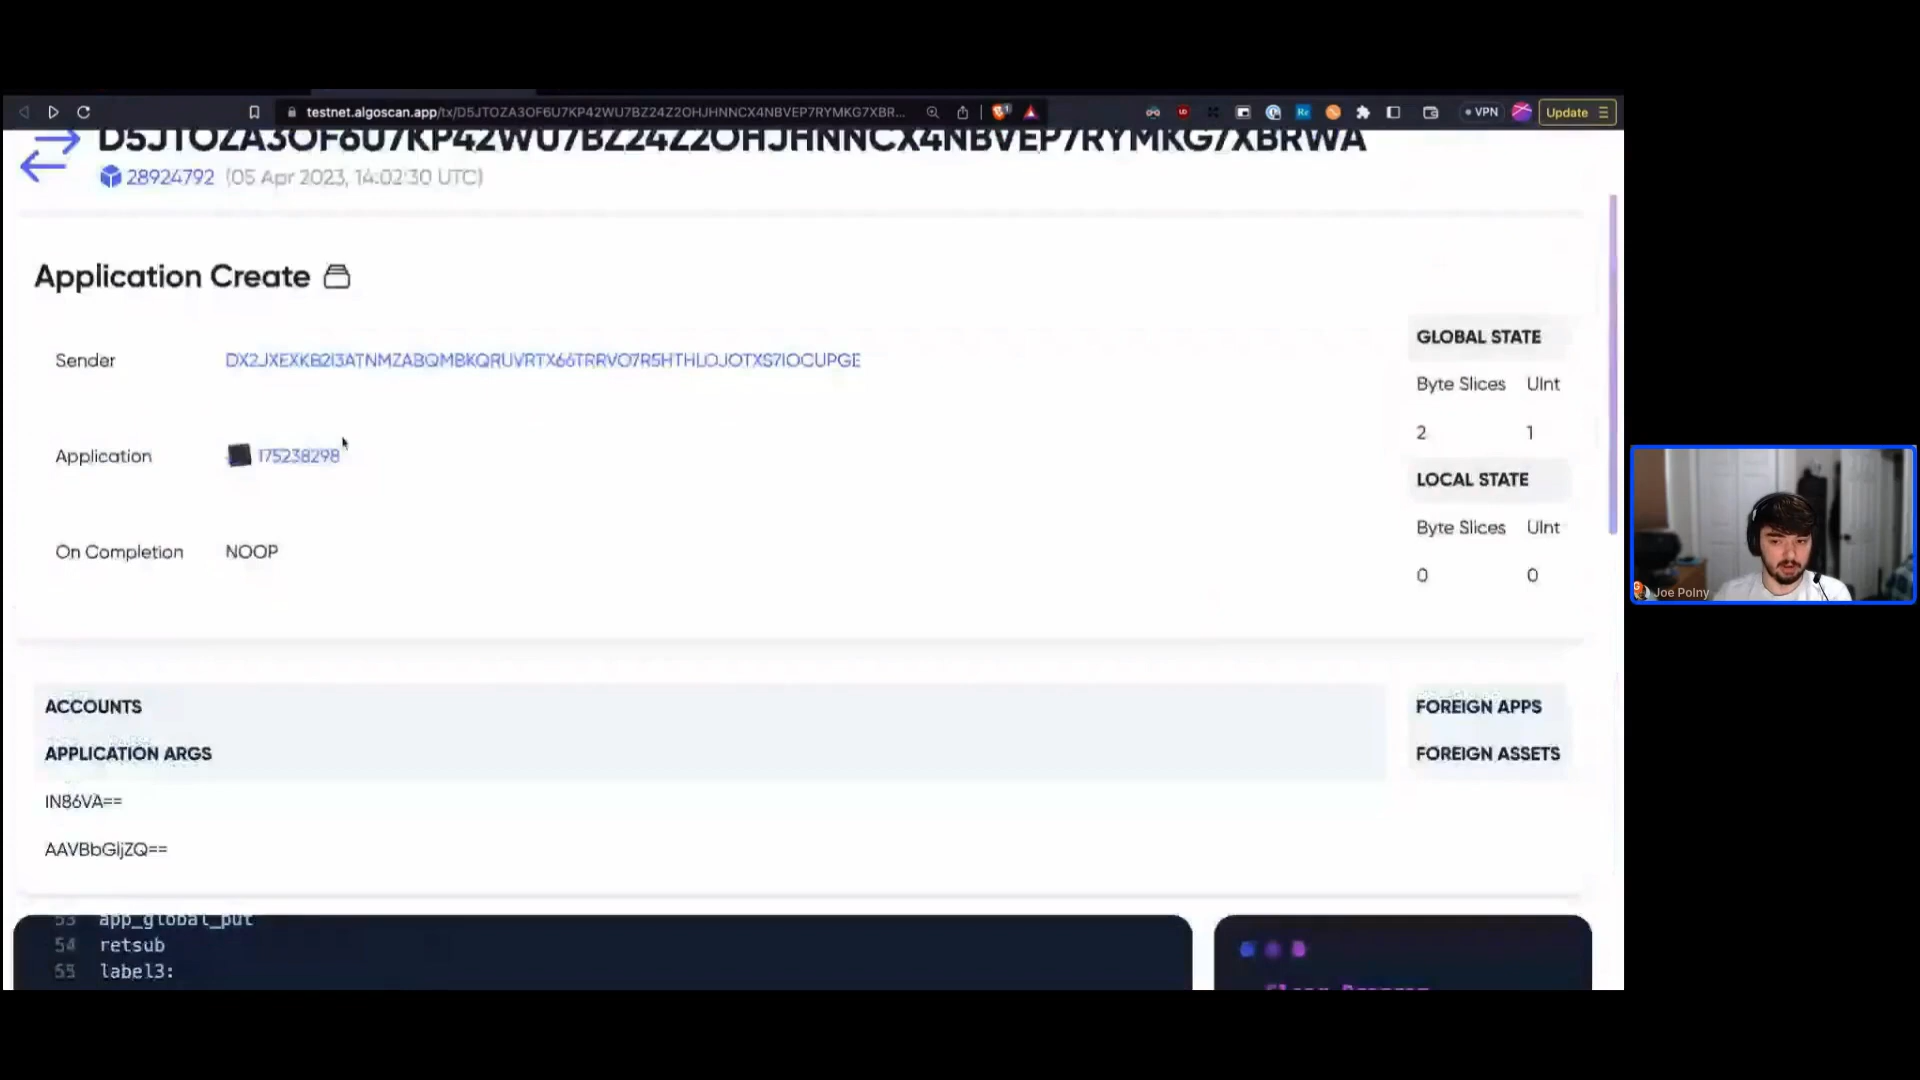 testnet.algoscan.app/tx/D5JTOZA3OF6U7KP42WU7BZ24Z2OHJHNNCX4NBVEP7RYMKG7XBR...
VPN
Update
D5JTOZA3OF6U7KP42WU7BZ24Z2OHJHNNCX4NBVEP7RYMKG7XBRWA
28924792 (05 Apr 2023, 14:02:30 UTC)
Application Create
Sender
DX2JXEXKB2I3ATNMZABQMBKQRUVRTX66TRRVO7R5HTHLOJOTXS7IOCUPGE
Application
175238298
On Completion
NOOP
GLOBAL STATE
Byte Slices UInt
2 1
LOCAL STATE
Byte Slices UInt
0 0
ACCOUNTS
APPLICATION ARGS
IN86VA==
AAVBbGljZQ==
FOREIGN APPS
FOREIGN ASSETS
53 app_global_put
54 retsub
55 label3:
Joe Polny